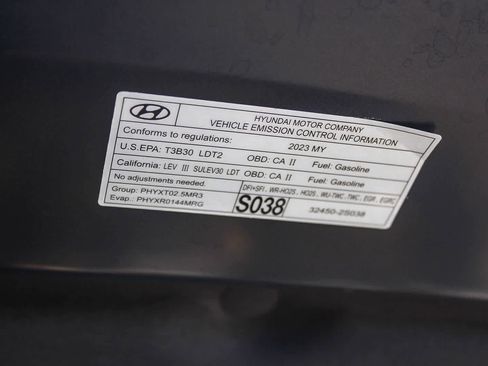 HYUNDAI MOTOR COMPANY
VEHICLE EMISSION CONTROL INFORMATION
Conforms to regulations: 2023 MY
U.S.EPA: T3B30 LDT2 OBD: CA II Fuel: Gasoline
California: LEV III SULEV30 LDT OBD: CA II Fuel: Gasoline
No adjustments needed. DFI+SFI, WR-HO2S, HO2S, WU-TWC, TWC, EGR, EGRC
Group: PHYXT02.5MR3
Evap.: PHYXR0144MRG S038 32450-2S038